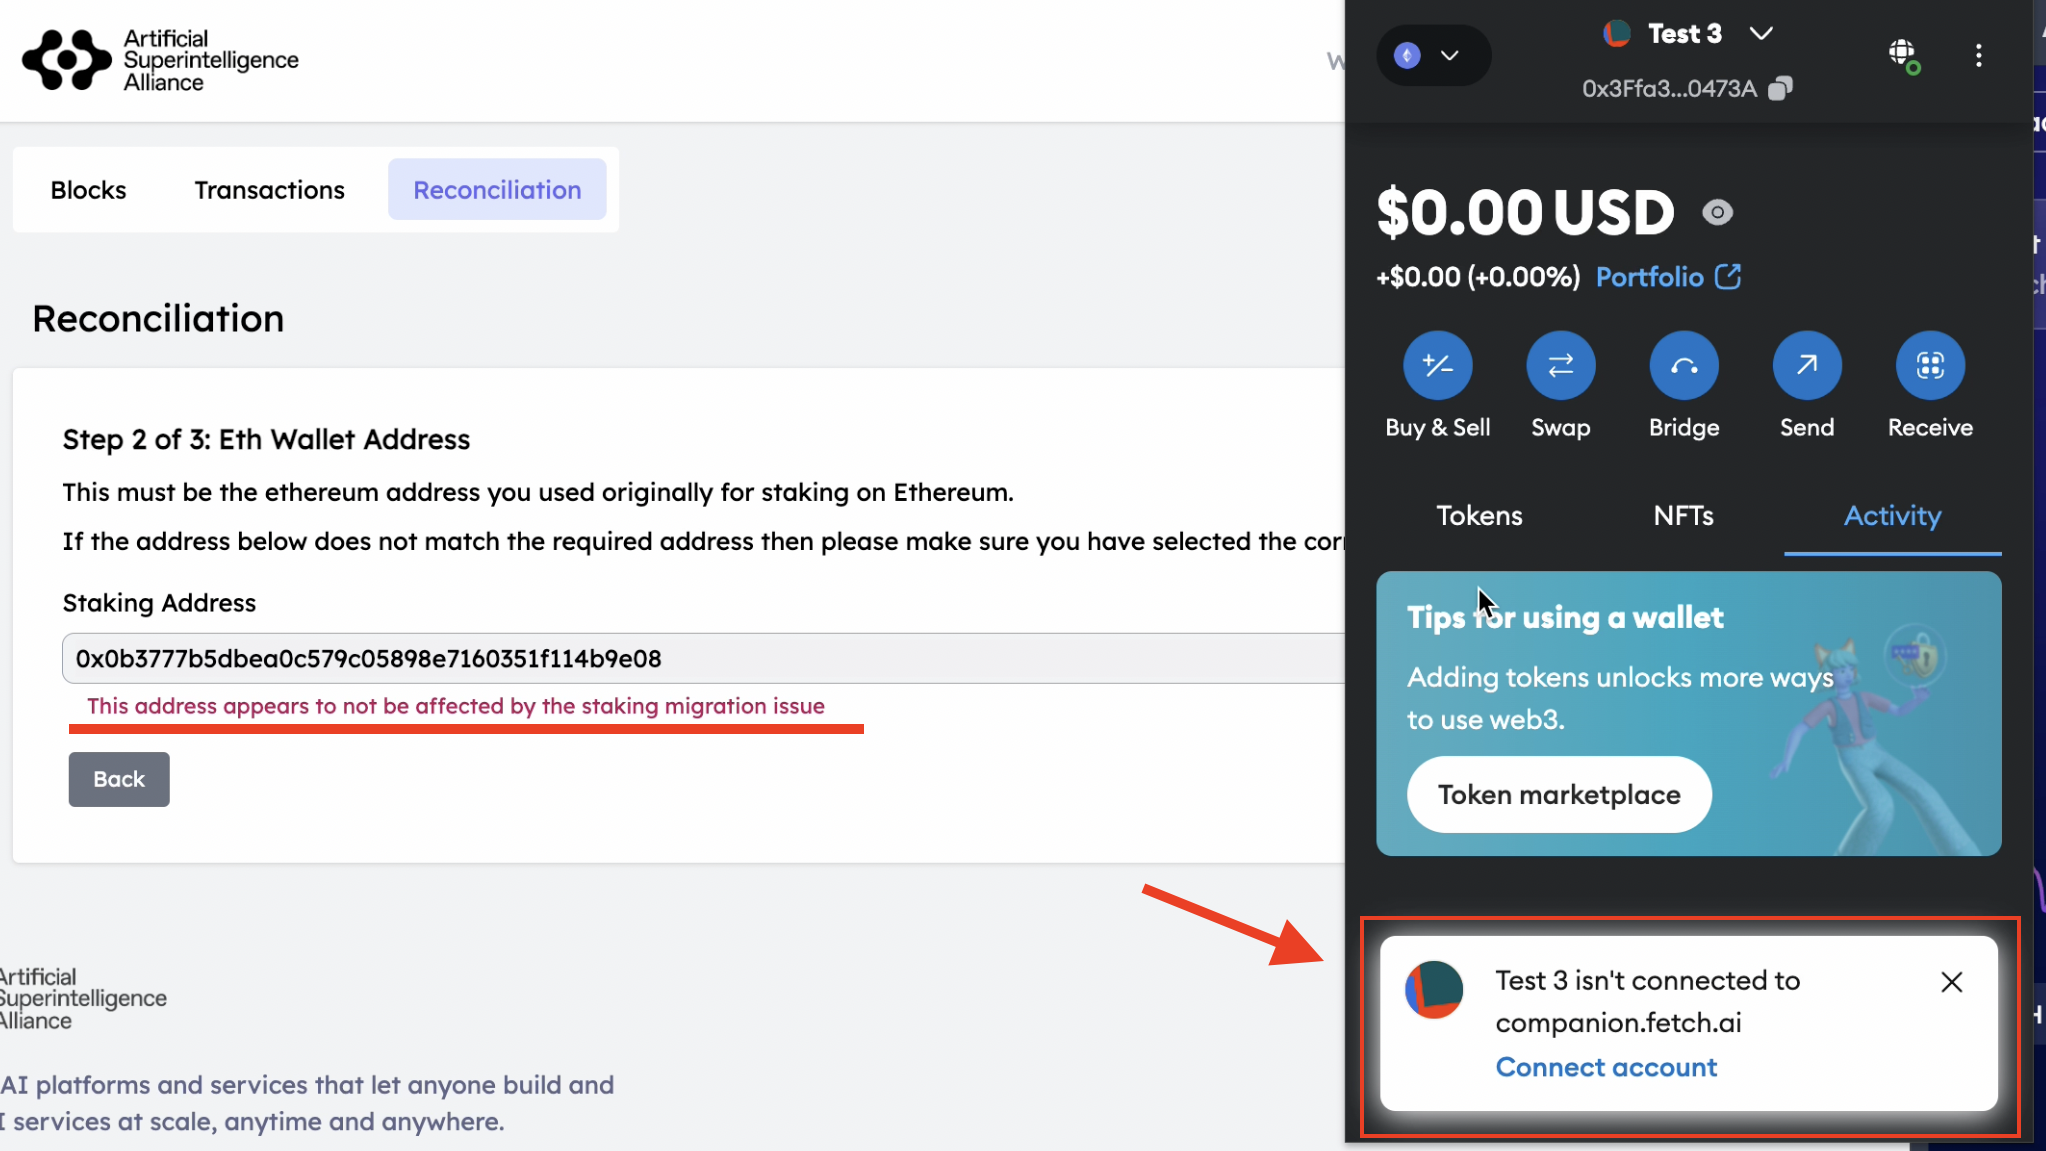 Artificial
Superintelligence
Alliance
Blocks
Transactions
Reconciliation
Reconciliation
Step 2 of 3: Eth Wallet Address
This must be the ethereum address you used originally for staking on Ethereum.
If the address below does not match the required address then please make sure you have selected the
Staking Address
0x0b3777b5dbea0c579c05898e7160351f114b9e08
This address appears to not be affected by the staking migration issue
Back
Artificial
Superintelligence
Alliance
AI platforms and services that let anyone build and
services at scale, anytime and anywhere.
Test 3
0x3Ffa3...0473A
$0.00 USD
+$0.00 (+0.00%) Portfolio
Buy & Sell
Swap
Bridge
Send
Receive
Tokens
NFTs
Activity
Tips for using a wallet
Adding tokens unlocks more ways
to use web3.
Token marketplace
Test 3 isn't connected to
companion.fetch.ai
Connect account